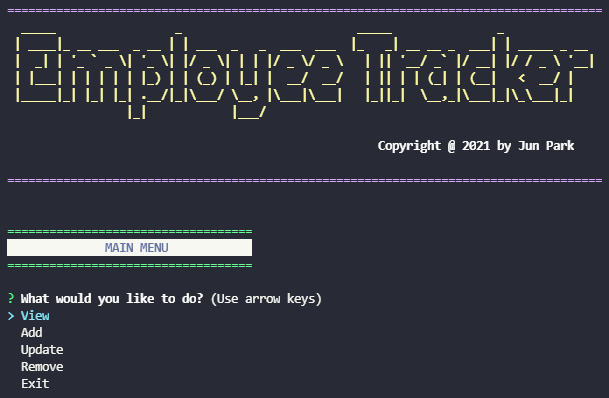 Employee Tracker
Copyright @ 2021 by Jun Park
MAIN MENU
? What would you like to do? (Use arrow keys)
> View
Add
Update
Remove
Exit